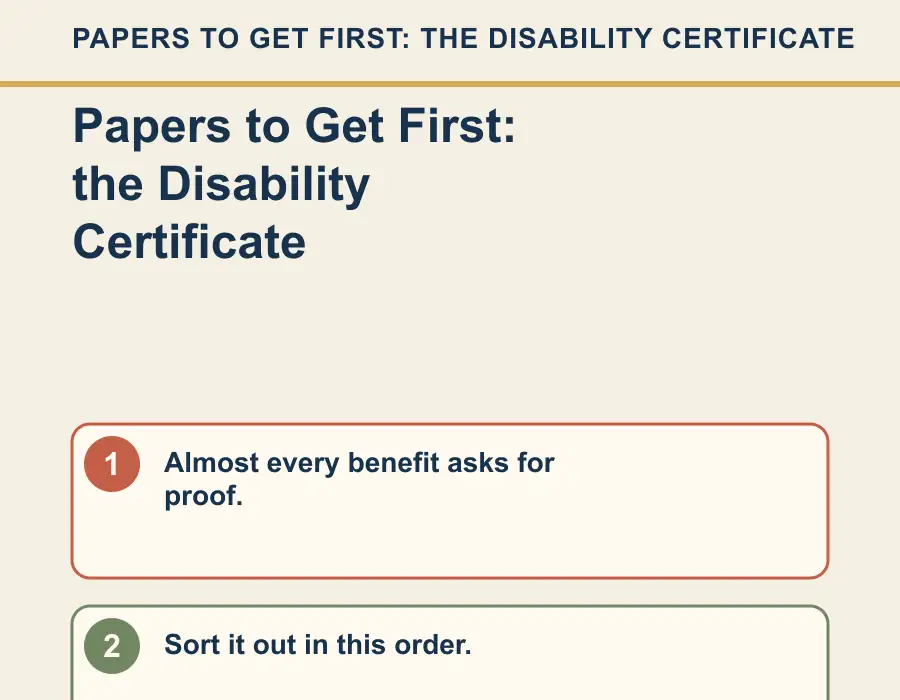 PAPERS TO GET FIRST: THE DISABILITY CERTIFICATE
Papers to Get First:
the Disability
Certificate
1
Almost every benefit asks for
proof.
2
Sort it out in this order.